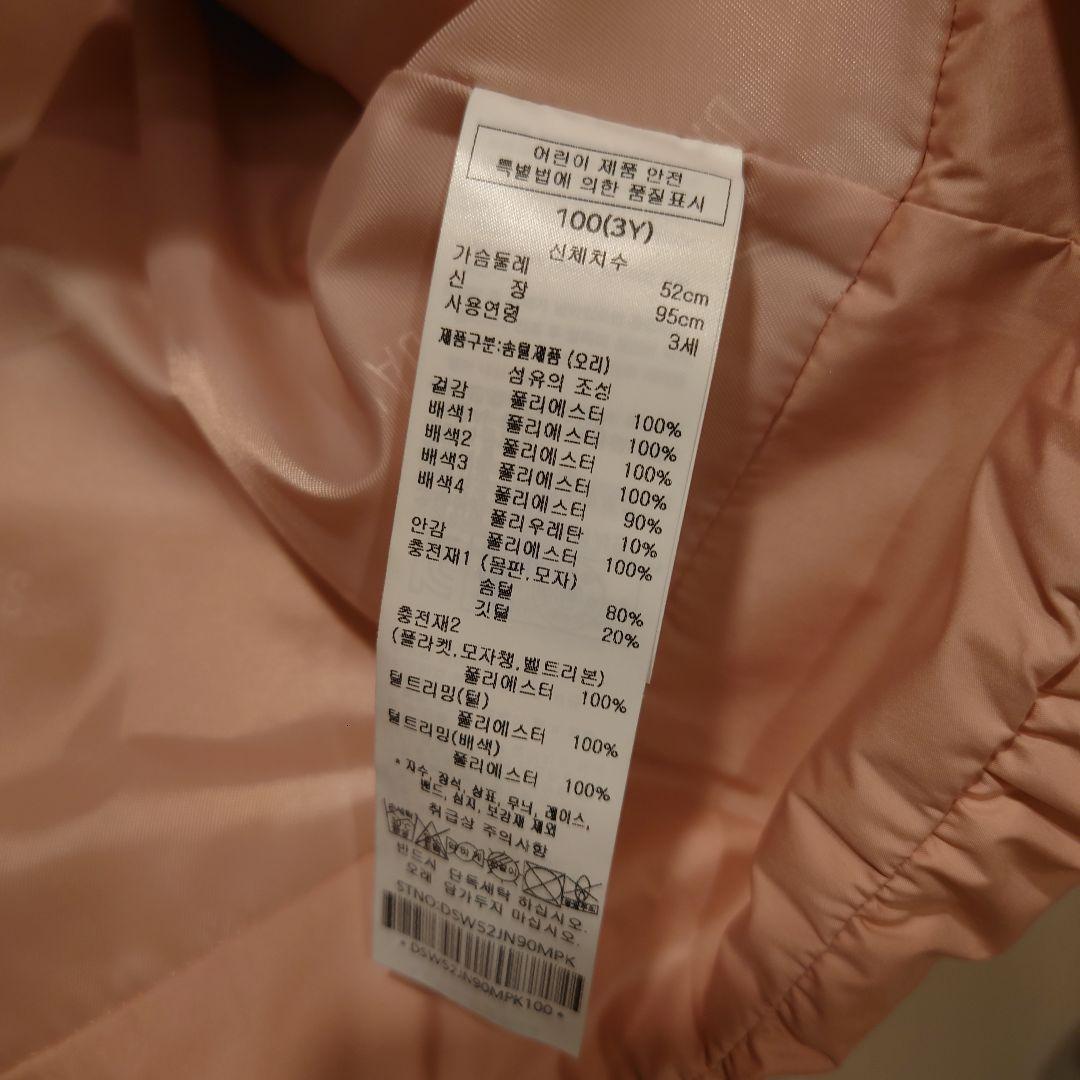 어린이 제품 안전
특별법에 의한 품질표시
100(3Y)
신체치수
가슴둘레 52cm
신 장 95cm
사용연령 3세
제품구분:솜털제품 (오리)
섬유의 조성
겉감 폴리에스터 100%
배색1 폴리에스터 100%
배색2 폴리에스터 100%
배색3 폴리에스터 100%
배색4 폴리에스터 90%
폴리우레탄 10%
안감 폴리에스터 100%
충전재1 (몸판.모자)
솜털 80%
깃털 20%
충전재2
(플라켓.모자챙.벨트리본)
폴리에스터 100%
털트리밍(털)
폴리에스터 100%
털트리밍(배색)
폴리에스터 100%
* 자수, 장식, 상표, 무늬, 레이스,
밴드, 심지, 보강재 제외
취급상 주의사항
반드시 단독세탁 하십시오.
오래 담가두지 마십시오.
STNO:DSW52JN90MPK
* DSW52JN90MPK100 *